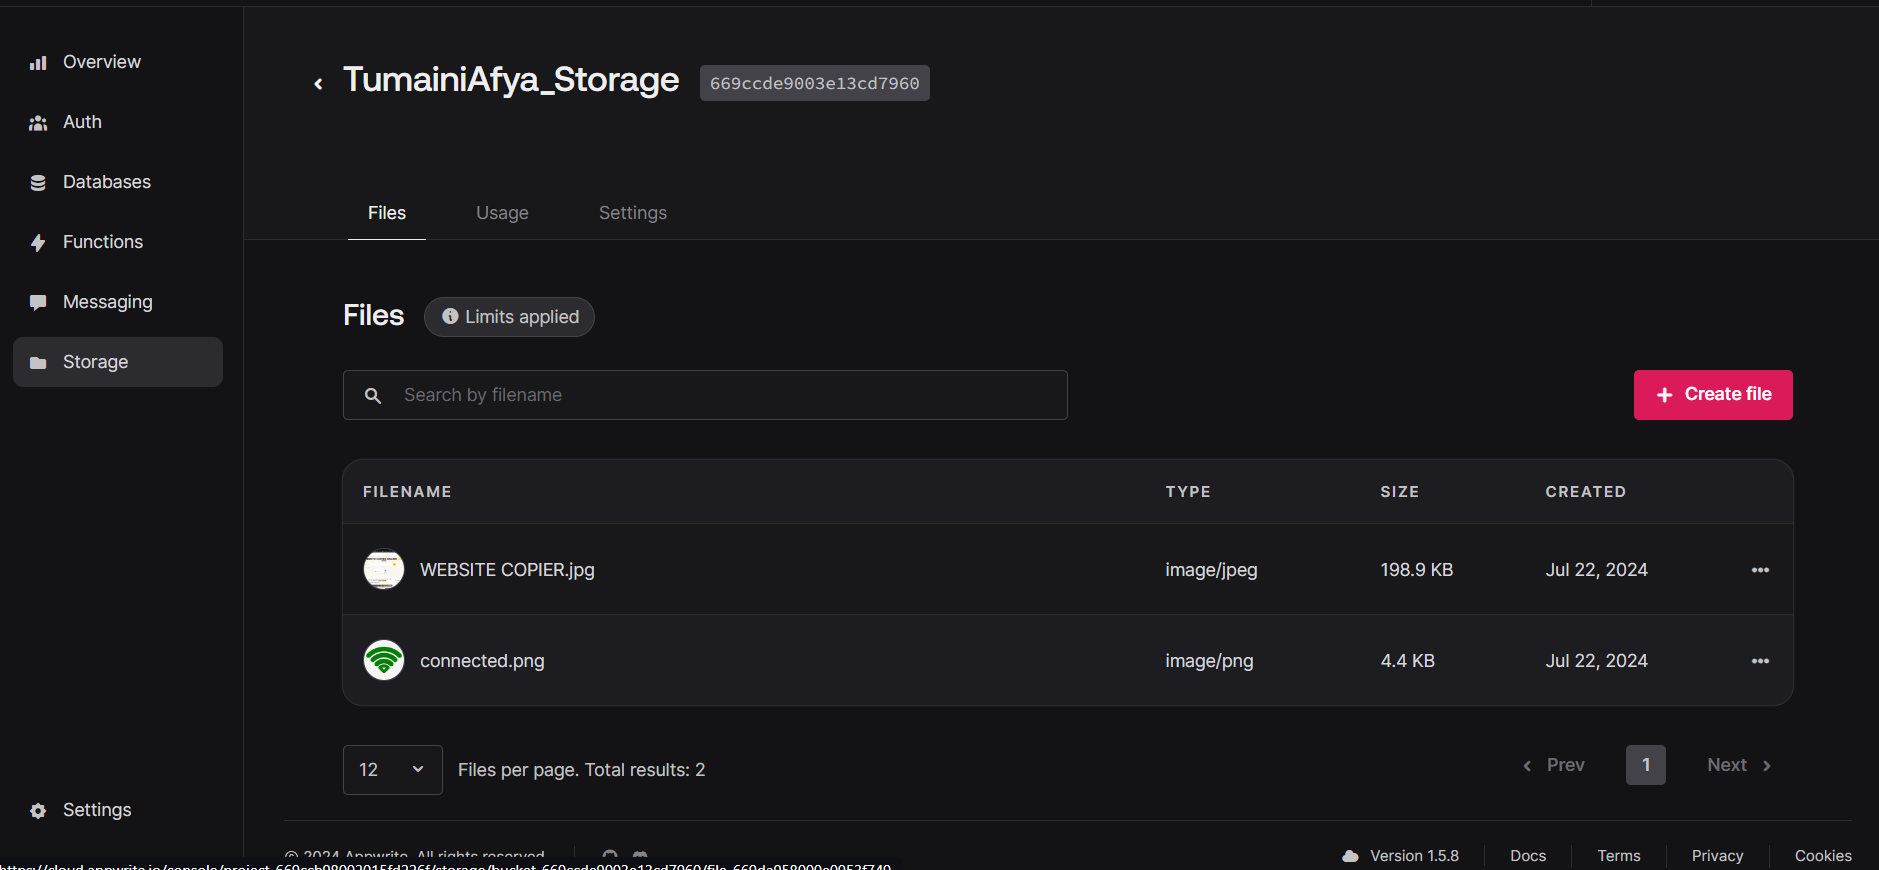 Overview
Auth
Databases
Functions
Messaging
Storage
Settings
TumainiAfya_Storage 669ccde9003e13cd7960
Files Usage Settings
Files Limits applied
Search by filename
Create file
FILENAME TYPE SIZE CREATED
WEBSITE COPIER.jpg image/jpeg 198.9 KB Jul 22, 2024
connected.png image/png 4.4 KB Jul 22, 2024
12 Files per page. Total results: 2
Prev 1 Next
© 2024 Appwrite. All rights reserved.
Version 1.5.8 Docs Terms Privacy Cookies